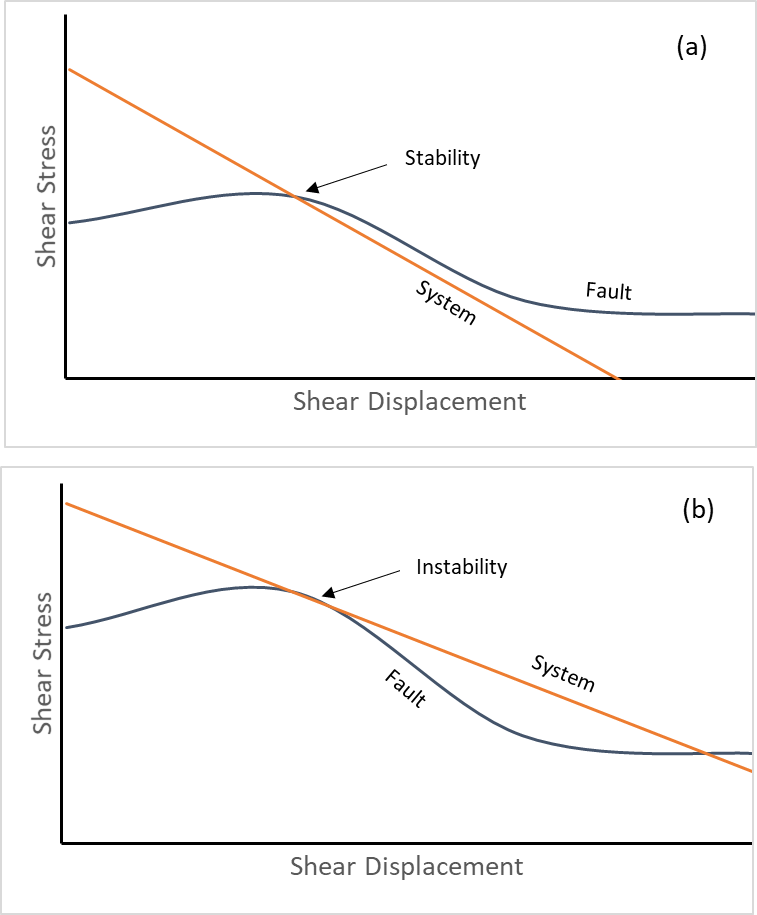 (a)
Stability
Shear Stress
System
Fault
Shear Displacement
(b)
Instability
Shear Stress
System
Fault
Shear Displacement